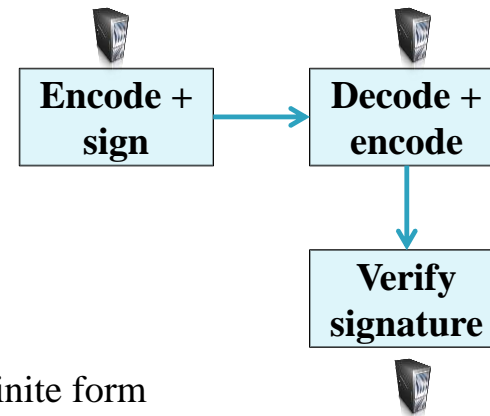 Encode +
sign
Decode +
encode
Verify
signature
inite form